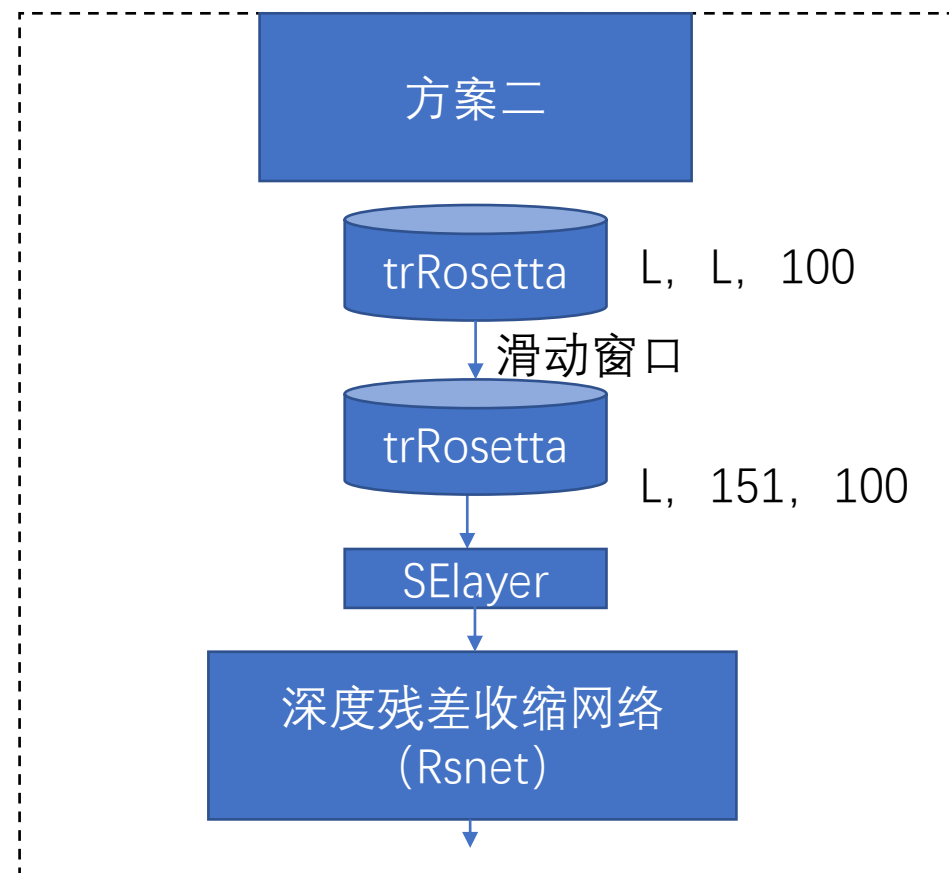 方案二
trRosetta
L, L, 100
滑动窗口
trRosetta
L, 151, 100
SElayer
深度残差收缩网络
（Rsnet）